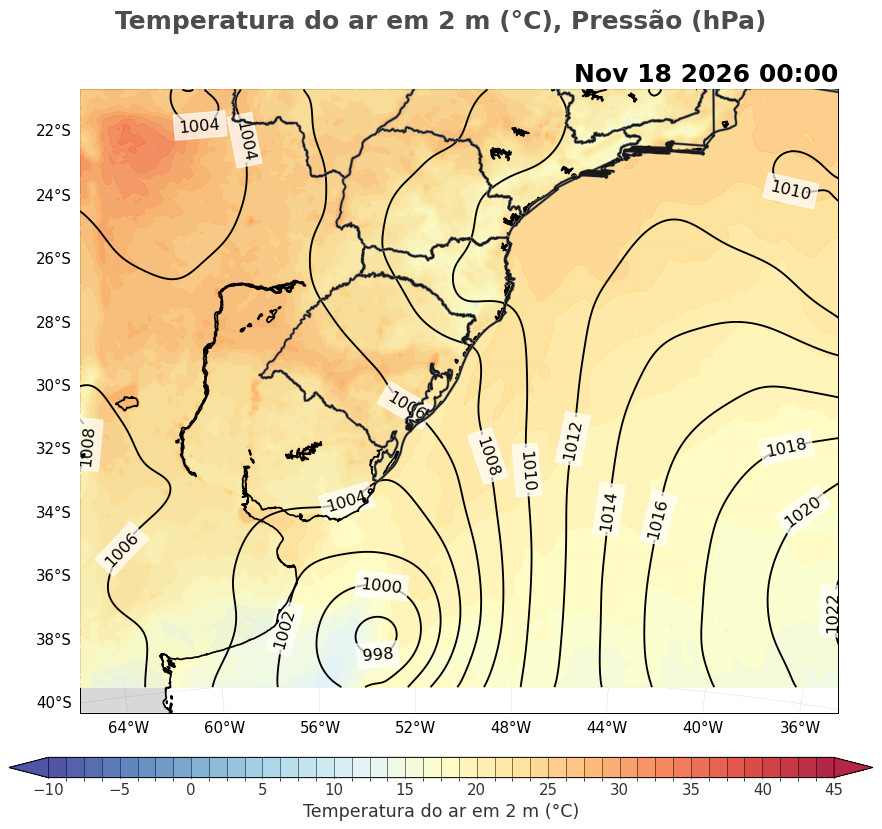 Temperatura do ar em 2 m (°C), Pressão (hPa)
Nov 18 2026 00:00
22°S
24°S
26°S
28°S
30°S
32°S
34°S
36°S
38°S
40°S
1004
1004
1010
1006
1008
1008
1010
1012
1018
1004
1014
1016
1020
1006
1000
1002
1022
998
64°W 60°W 56°W 52°W 48°W 44°W 40°W 36°W
−10 −5 0 5 10 15 20 25 30 35 40 45
Temperatura do ar em 2 m (°C)